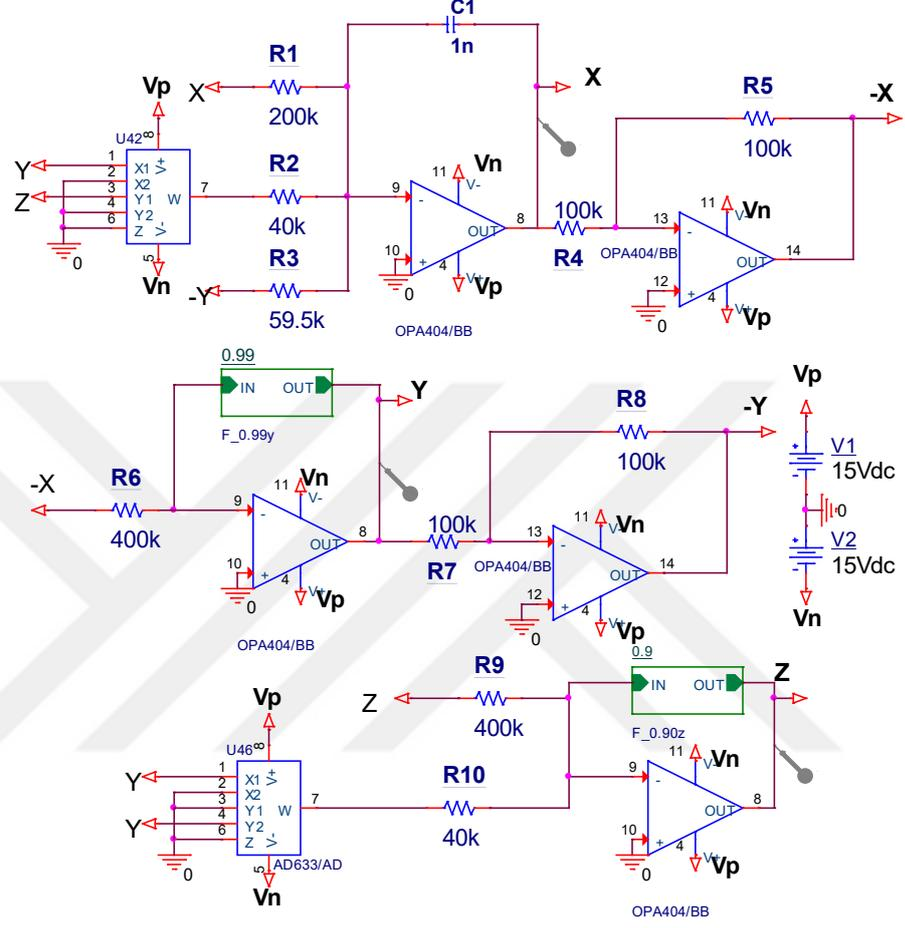 C1
1n
R1
X
200k
Vp
8
U42
Y
Z
1
2
3
4
6
X1
X2
Y1
Y2
Z
V+
V-
W
7
5
Vn
0
R2
40k
R3
-Y
59.5k
X
9
-
10
+
0
11
V-
Vn
OUT
8
4
V+
Vp
OPA404/BB
100k
R4
R5
100k
-X
OPA404/BB
13
-
12
+
0
11
V-
Vn
OUT
14
4
V+
Vp
0.99
IN
OUT
F_0.99y
Y
-X
R6
400k
9
-
10
+
0
11
V-
Vn
OUT
8
4
V+
Vp
OPA404/BB
100k
R7
R8
100k
-Y
OPA404/BB
13
-
12
+
0
11
V-
Vn
OUT
14
4
V+
Vp
Vp
V1
15Vdc
0
V2
15Vdc
Vn
+
+
-
-
Z
R9
400k
0.9
IN
OUT
F_0.90z
Z
Vp
8
U46
Y
Y
1
2
3
4
6
X1
X2
Y1
Y2
Z
V+
V-
W
7
5
AD633/AD
Vn
0
R10
40k
9
-
10
+
0
11
V-
Vn
OUT
8
4
V+
Vp
OPA404/BB